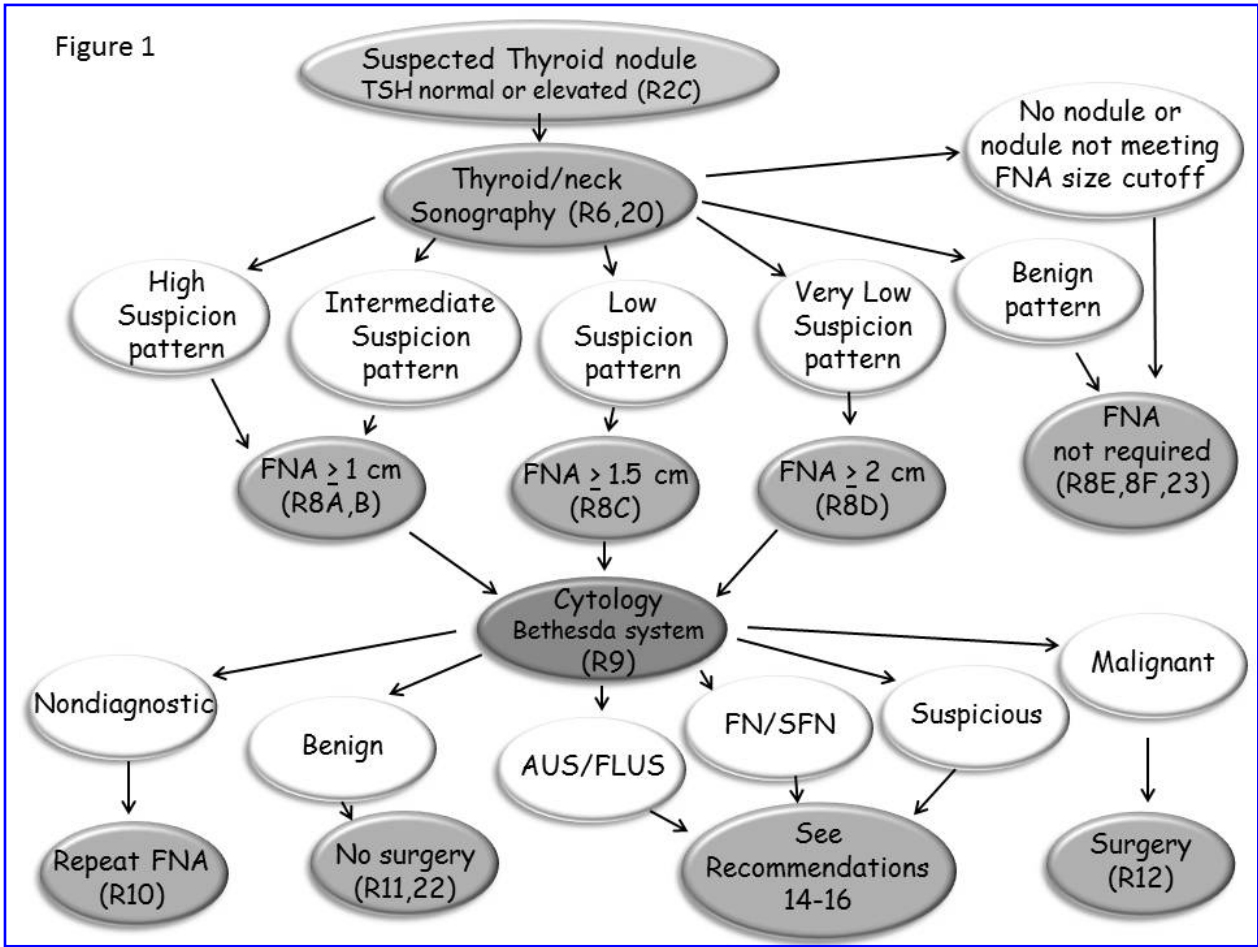 Figure 1
Suspected Thyroid nodule
TSH normal or elevated (R2C)
Thyroid/neck
Sonography (R6,20)
No nodule or
nodule not meeting
FNA size cutoff
High
Suspicion
pattern
Intermediate
Suspicion
pattern
Low
Suspicion
pattern
Very Low
Suspicion
pattern
Benign
pattern
FNA ≥ 1 cm
(R8A,B)
FNA ≥ 1.5 cm
(R8C)
FNA ≥ 2 cm
(R8D)
FNA
not required
(R8E,8F,23)
Cytology
Bethesda system
(R9)
Nondiagnostic
Benign
AUS/FLUS
FN/SFN
Suspicious
Malignant
Repeat FNA
(R10)
No surgery
(R11,22)
See
Recommendations
14-16
Surgery
(R12)